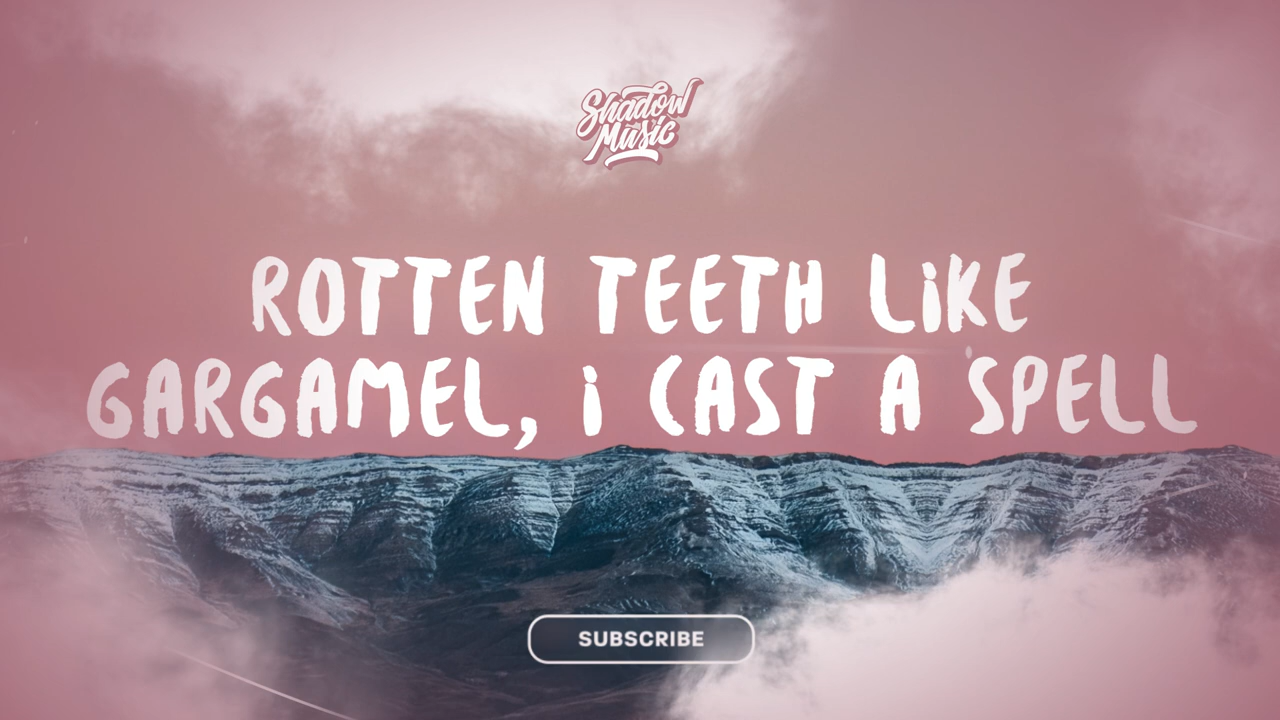 Shadow
Music
ROTTEN TEETH LiKE
GARGAMEL, i CAST A SPELL
SUBSCRIBE